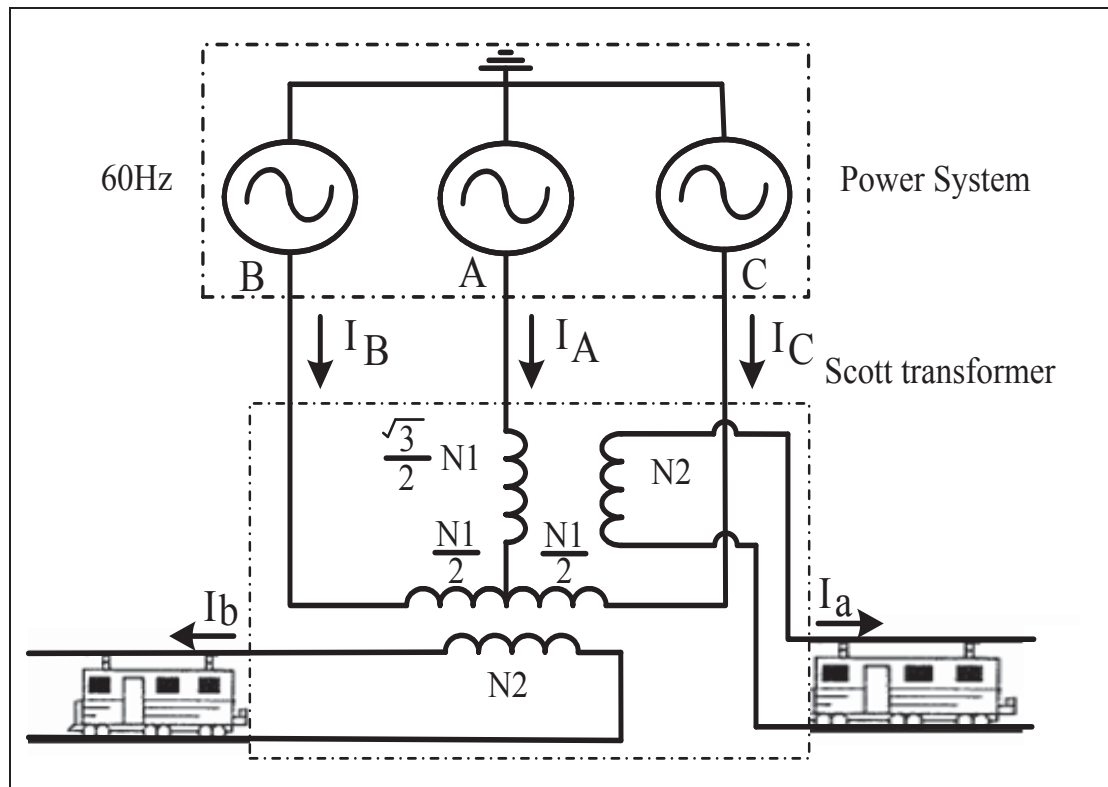 60Hz
Power System
B
A
C
I_B
I_A
I_C
Scott transformer
√3/2 N1
N2
N1/2
N1/2
Ib
Ia
N2